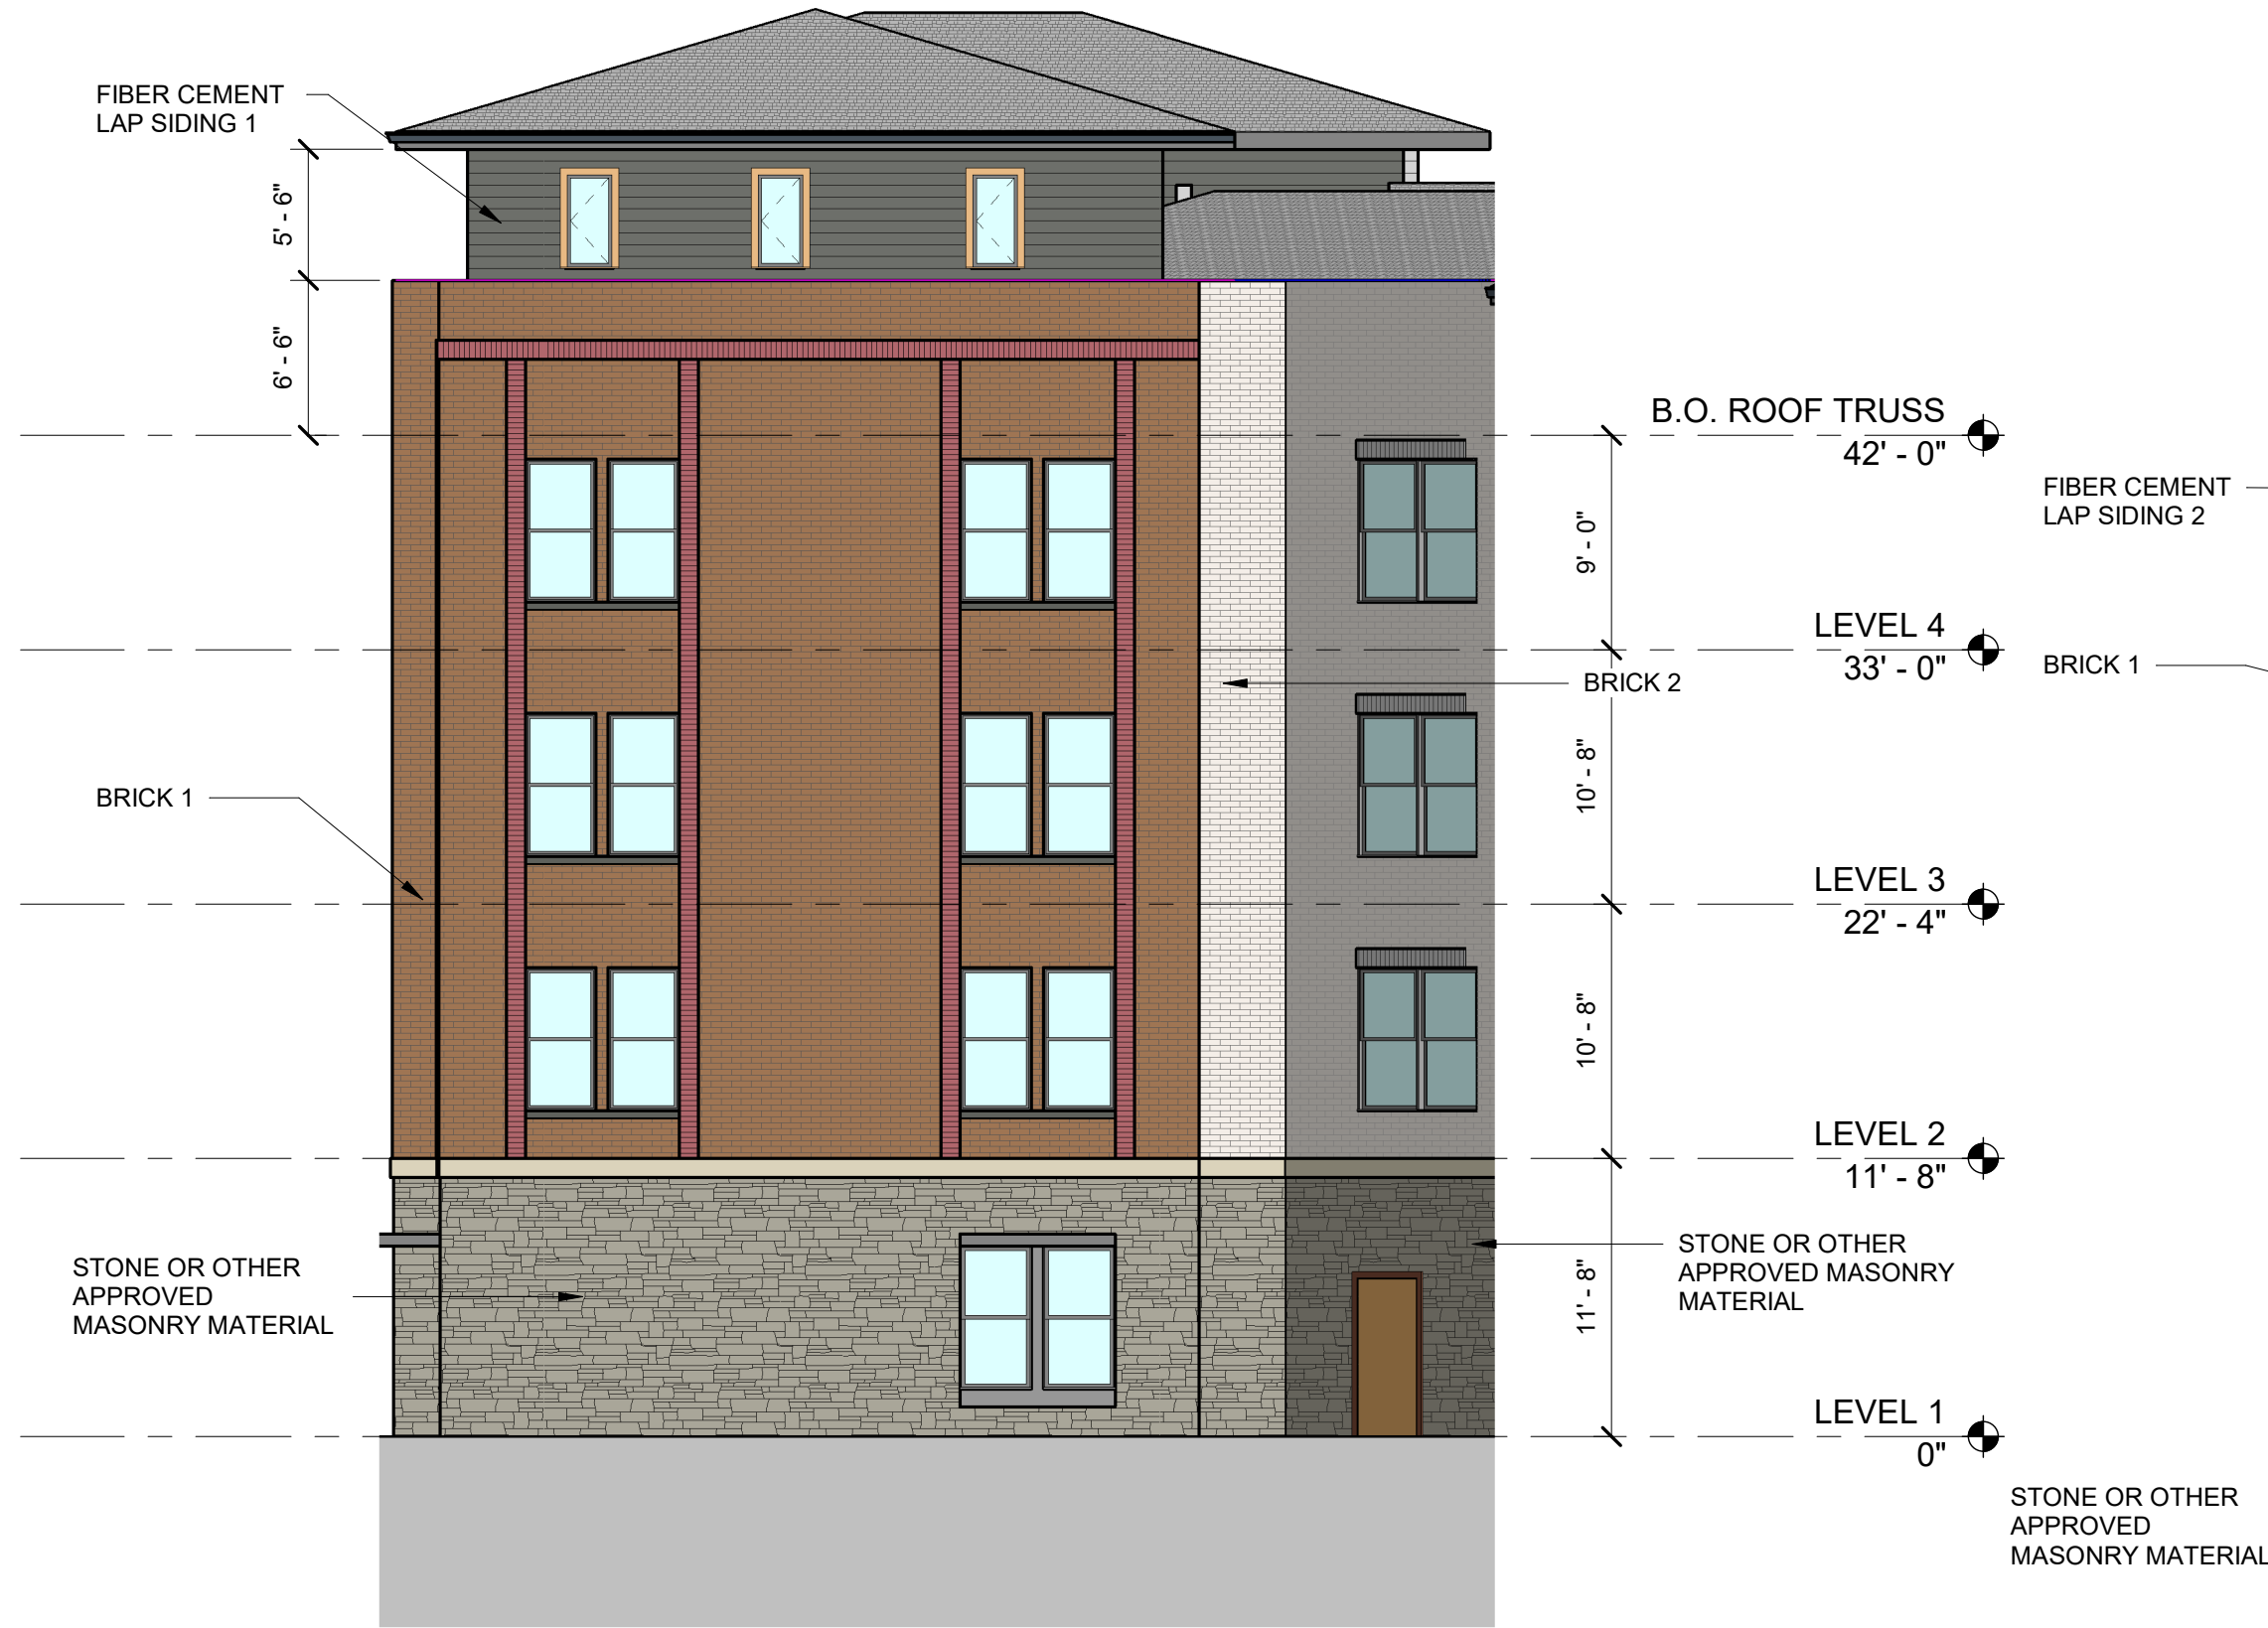 FIBER CEMENT
LAP SIDING 1
5' - 6"
6' - 6"
B.O. ROOF TRUSS
42' - 0"
FIBER CEMENT
LAP SIDING 2
9' - 0"
LEVEL 4
33' - 0"
BRICK 1
BRICK 2
10' - 8"
BRICK 1
LEVEL 3
22' - 4"
10' - 8"
LEVEL 2
11' - 8"
STONE OR OTHER
APPROVED
MASONRY MATERIAL
11' - 8"
STONE OR OTHER
APPROVED MASONRY
MATERIAL
LEVEL 1
0"
STONE OR OTHER
APPROVED
MASONRY MATERIAL